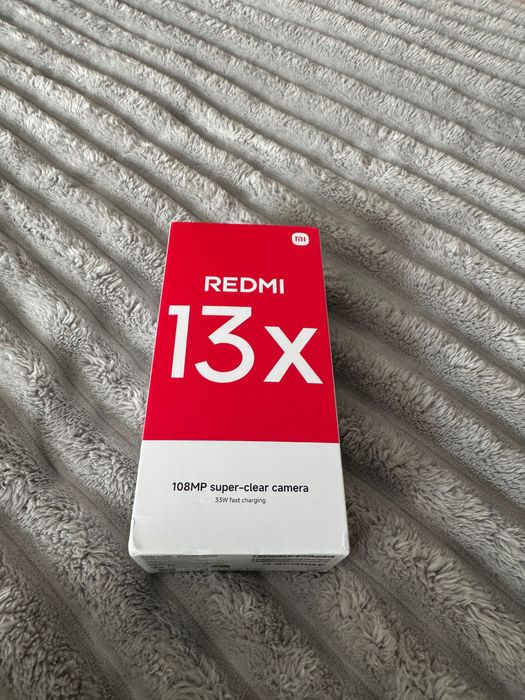 mi
REDMI
13x
108MP super-clear camera
33W fast charging